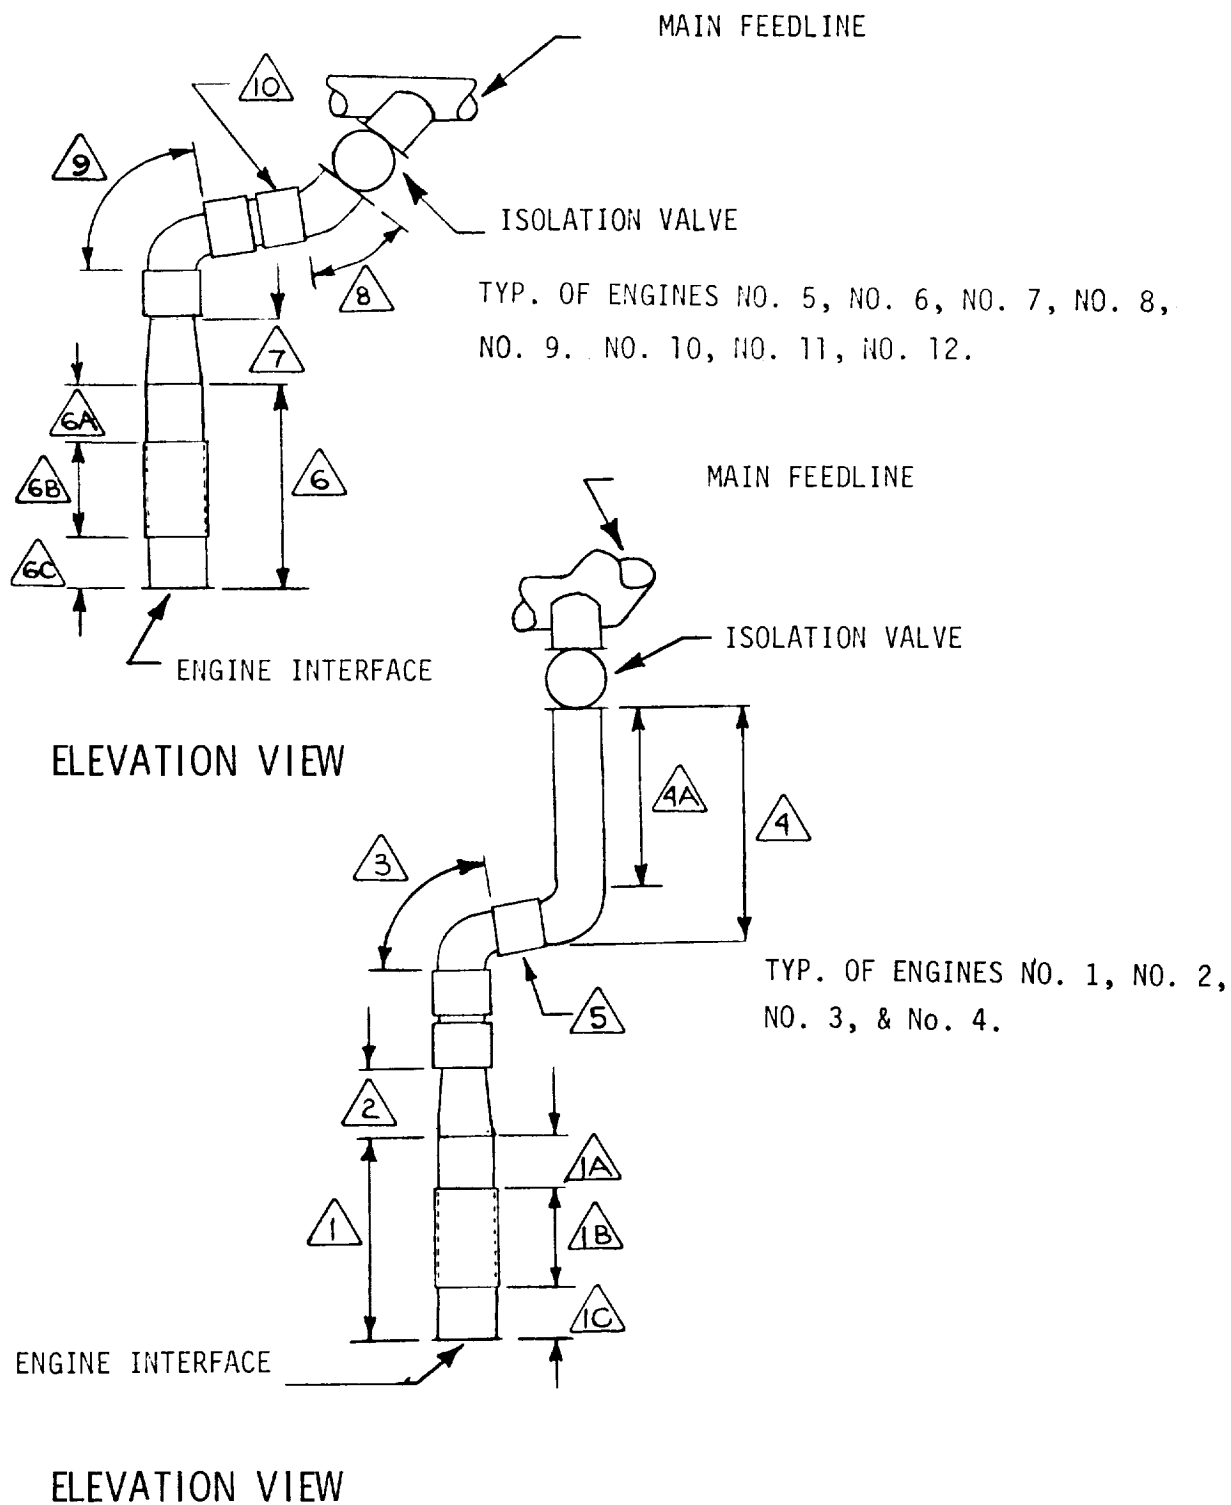 MAIN FEEDLINE
10
9
ISOLATION VALVE
8
TYP. OF ENGINES NO. 5, NO. 6, NO. 7, NO. 8,
NO. 9. NO. 10, NO. 11, NO. 12.
7
6A
6B
6
6C
MAIN FEEDLINE
ISOLATION VALVE
ENGINE INTERFACE
ELEVATION VIEW
4A
4
3
TYP. OF ENGINES NO. 1, NO. 2,
NO. 3, & No. 4.
5
2
1A
1
1B
1C
ENGINE INTERFACE
ELEVATION VIEW